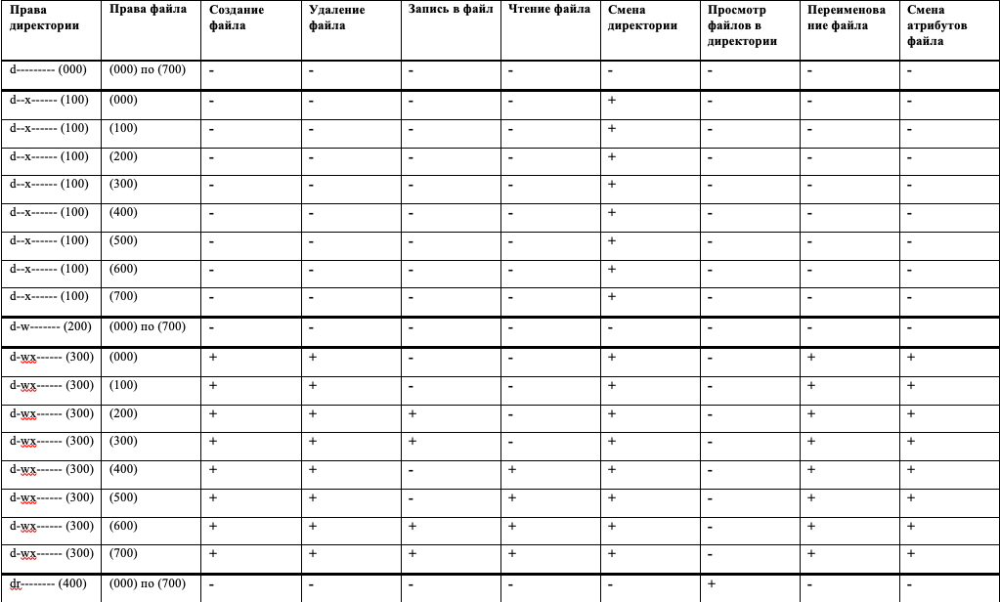 Права директории | Права файла | Создание файла | Удаление файла | Запись в файл | Чтение файла | Смена директории | Просмотр файлов в директории | Переименова ние файла | Смена атрибутов файла
d--------- (000) | (000) по (700) | - | - | - | - | - | - | - | -
d--x------ (100) | (000) | - | - | - | - | + | - | - | -
d--x------ (100) | (100) | - | - | - | - | + | - | - | -
d--x------ (100) | (200) | - | - | - | - | + | - | - | -
d--x------ (100) | (300) | - | - | - | - | + | - | - | -
d--x------ (100) | (400) | - | - | - | - | + | - | - | -
d--x------ (100) | (500) | - | - | - | - | + | - | - | -
d--x------ (100) | (600) | - | - | - | - | + | - | - | -
d--x------ (100) | (700) | - | - | - | - | + | - | - | -
d-w------- (200) | (000) по (700) | - | - | - | - | - | - | - | -
d-wx------ (300) | (000) | + | + | - | - | + | - | + | +
d-wx------ (300) | (100) | + | + | - | - | + | - | + | +
d-wx------ (300) | (200) | + | + | + | - | + | - | + | +
d-wx------ (300) | (300) | + | + | + | - | + | - | + | +
d-wx------ (300) | (400) | + | + | - | + | + | - | + | +
d-wx------ (300) | (500) | + | + | - | + | + | - | + | +
d-wx------ (300) | (600) | + | + | + | + | + | - | + | +
d-wx------ (300) | (700) | + | + | + | + | + | - | + | +
dr-------- (400) | (000) по (700) | - | - | - | - | - | + | - | -